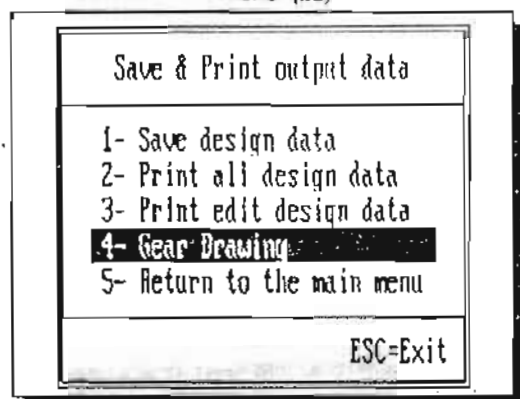 Save & Print output data
1- Save design data
2- Print all design data
3- Print edit design data
4- Gear Drawing
5- Return to the main menu
ESC=Exit